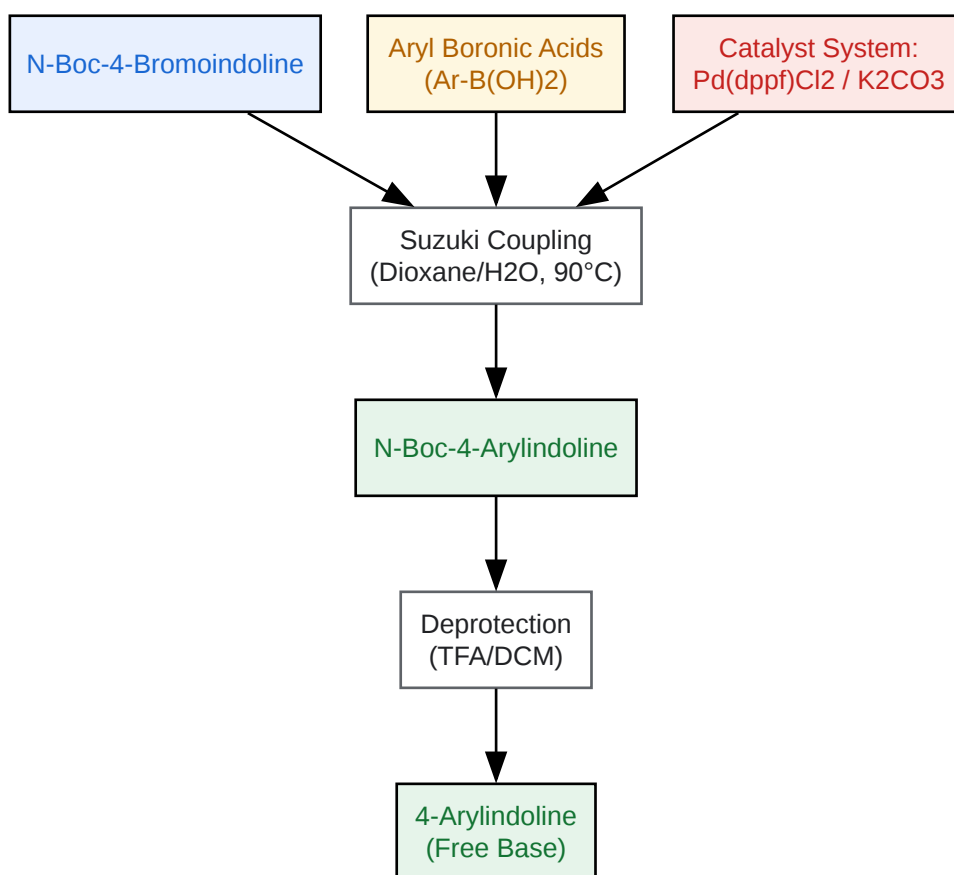 N-Boc-4-Bromoindoline
Aryl Boronic Acids
(Ar-B(OH)2)
Catalyst System:
Pd(dppf)Cl2 / K2CO3
Suzuki Coupling
(Dioxane/H2O, 90°C)
N-Boc-4-Arylindoline
Deprotection
(TFA/DCM)
4-Arylindoline
(Free Base)